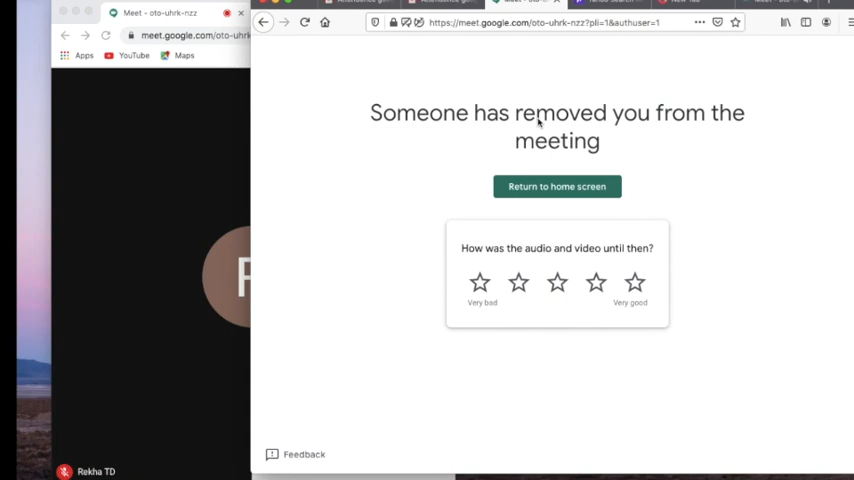 Meet - oto-uhrk-nzz
meet.google.com/oto-uhrk
Apps YouTube Maps
https://meet.google.com/oto-uhrk-nzz?pli=1&authuser=1
Someone has removed you from the
meeting
Return to home screen
How was the audio and video until then?
Very bad Very good
Feedback
F
Rekha TD